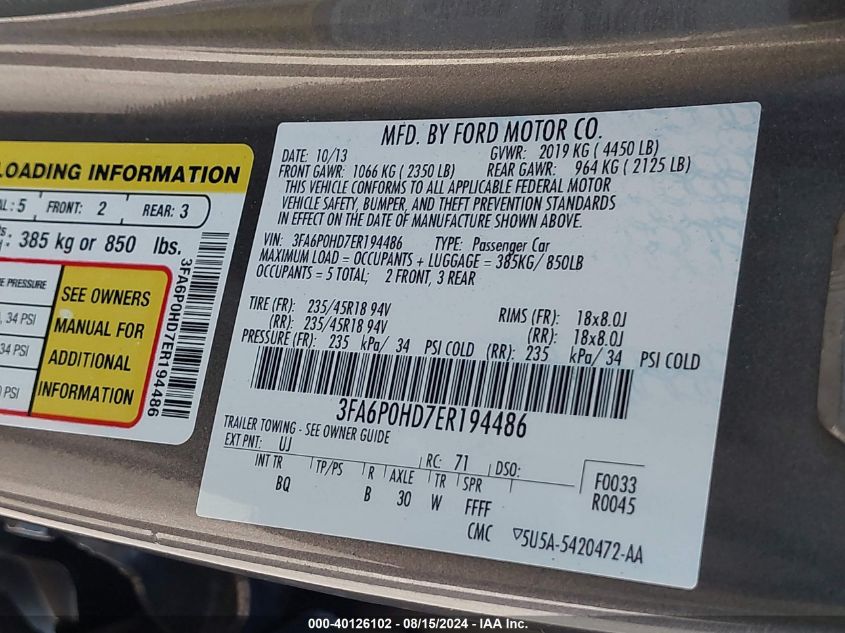 LOADING INFORMATION
: 5 FRONT: 2 REAR: 3
: 385 kg or 850 lbs.
PRESSURE
34 PSI
34 PSI
PSI
SEE OWNERS
MANUAL FOR
ADDITIONAL
INFORMATION
3FA6P0HD7ER194486
MFD. BY FORD MOTOR CO.
DATE: 10/13 GVWR: 2019 KG ( 4450 LB)
FRONT GAWR: 1066 KG ( 2350 LB) REAR GAWR: 964 KG ( 2125 LB)
THIS VEHICLE CONFORMS TO ALL APPLICABLE FEDERAL MOTOR
VEHICLE SAFETY, BUMPER, AND THEFT PREVENTION STANDARDS
IN EFFECT ON THE DATE OF MANUFACTURE SHOWN ABOVE.
VIN: 3FA6P0HD7ER194486 TYPE: Passenger Car
MAXIMUM LOAD = OCCUPANTS + LUGGAGE = 385KG/ 850LB
OCCUPANTS = 5 TOTAL; 2 FRONT, 3 REAR
TIRE (FR): 235/45R18 94V RIMS (FR): 18x8.0J
(RR): 235/45R18 94V (RR): 18x8.0J
PRESSURE (FR): 235 kPa/ 34 PSI COLD (RR): 235 kPa/ 34 PSI COLD
3FA6P0HD7ER194486
TRAILER TOWING - SEE OWNER GUIDE
EXT PNT: UJ RC: 71 DSO: F0033
R0045
INT TR TP/PS R AXLE TR SPR
BQ B 30 W FFFF
CMC ▽5U5A-5420472-AA
000-40126102 - 08/15/2024 - IAA Inc.